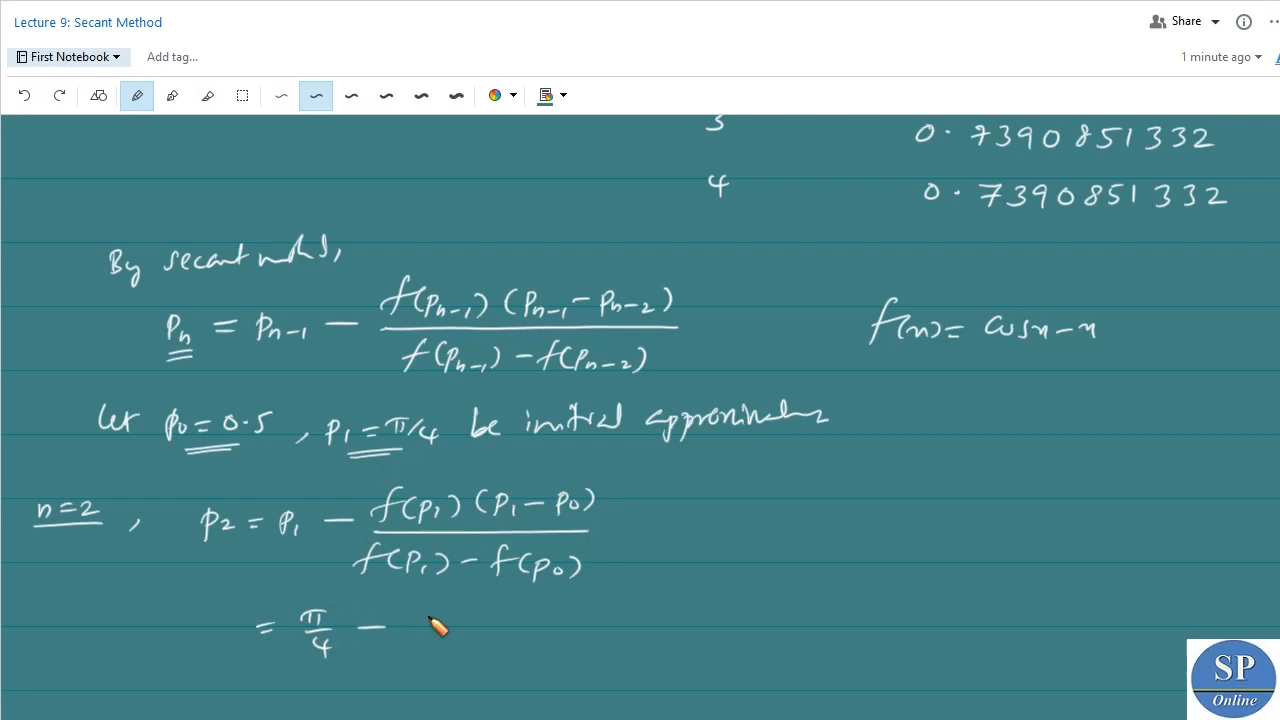 Lecture 9: Secant Method
Share
First Notebook
Add tag...
1 minute ago
3 0.7390851332
4 0.7390851332
By secant method,
pₙ = pₙ₋₁ − f(pₙ₋₁)(pₙ₋₁ − pₙ₋₂) / f(pₙ₋₁) − f(pₙ₋₂)
f(x) = cosx − x
Let p₀ = 0.5, p₁ = π/4 be initial approximations
n=2, p₂ = p₁ − f(p₁)(p₁ − p₀) / f(p₁) − f(p₀)
= π/4 −
SP
Online